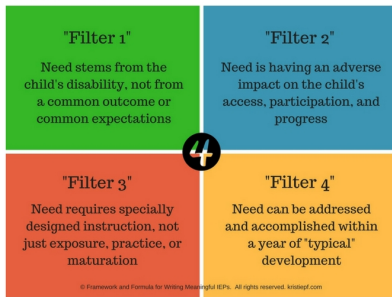 "Filter 1"
Need stems from the
child's disability, not from
a common outcome or
common expectations
"Filter 2"
Need is having an adverse
impact on the child's
access, participation, and
progress
4
"Filter 3"
Need requires specially
designed instruction, not
just exposure, practice, or
maturation
"Filter 4"
Need can be addressed
and accomplished within
a year of "typical"
development
© Framework and Formula for Writing Meaningful IEPs. All rights reserved. kristiepf.com